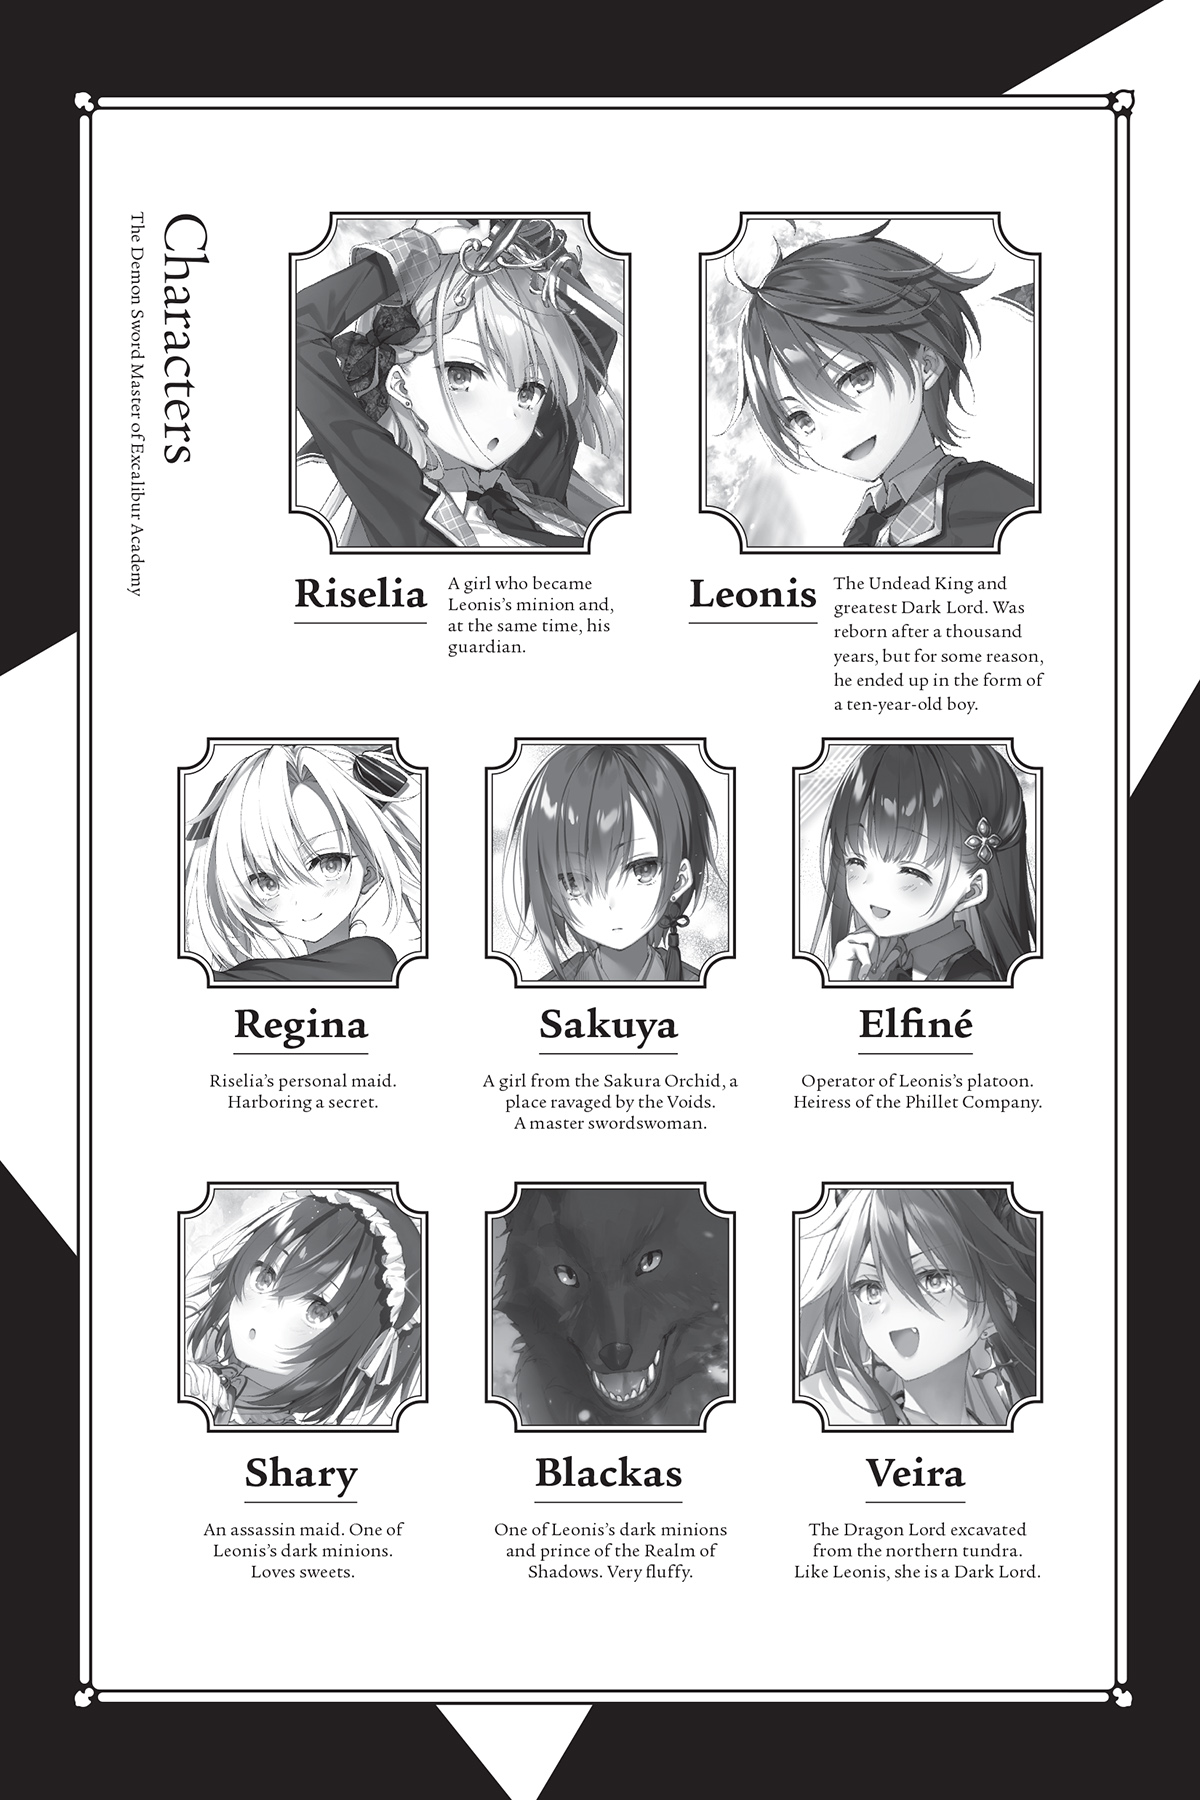 Characters
The Demon Sword Master of Excalibur Academy
Riselia
A girl who became
Leonis's minion and,
at the same time, his
guardian.
Leonis
The Undead King and
greatest Dark Lord. Was
reborn after a thousand
years, but for some reason,
he ended up in the form of
a ten-year-old boy.
Regina
Riselia's personal maid.
Harboring a secret.
Sakuya
A girl from the Sakura Orchid, a
place ravaged by the Voids.
A master swordswoman.
Elfiné
Operator of Leonis's platoon.
Heiress of the Phillet Company.
Shary
An assassin maid. One of
Leonis's dark minions.
Loves sweets.
Blackas
One of Leonis's dark minions
and prince of the Realm of
Shadows. Very fluffy.
Veira
The Dragon Lord excavated
from the northern tundra.
Like Leonis, she is a Dark Lord.